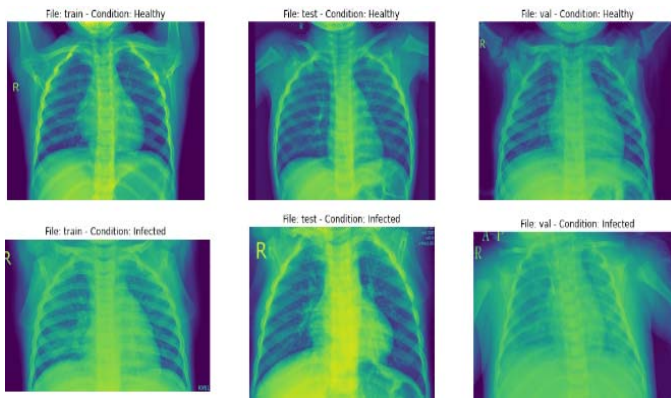 File: train - Condition: Healthy
File: test - Condition: Healthy
File: val - Condition: Healthy
R
R
File: train - Condition: Infected
File: test - Condition: Infected
File: val - Condition: Infected
R
R
R